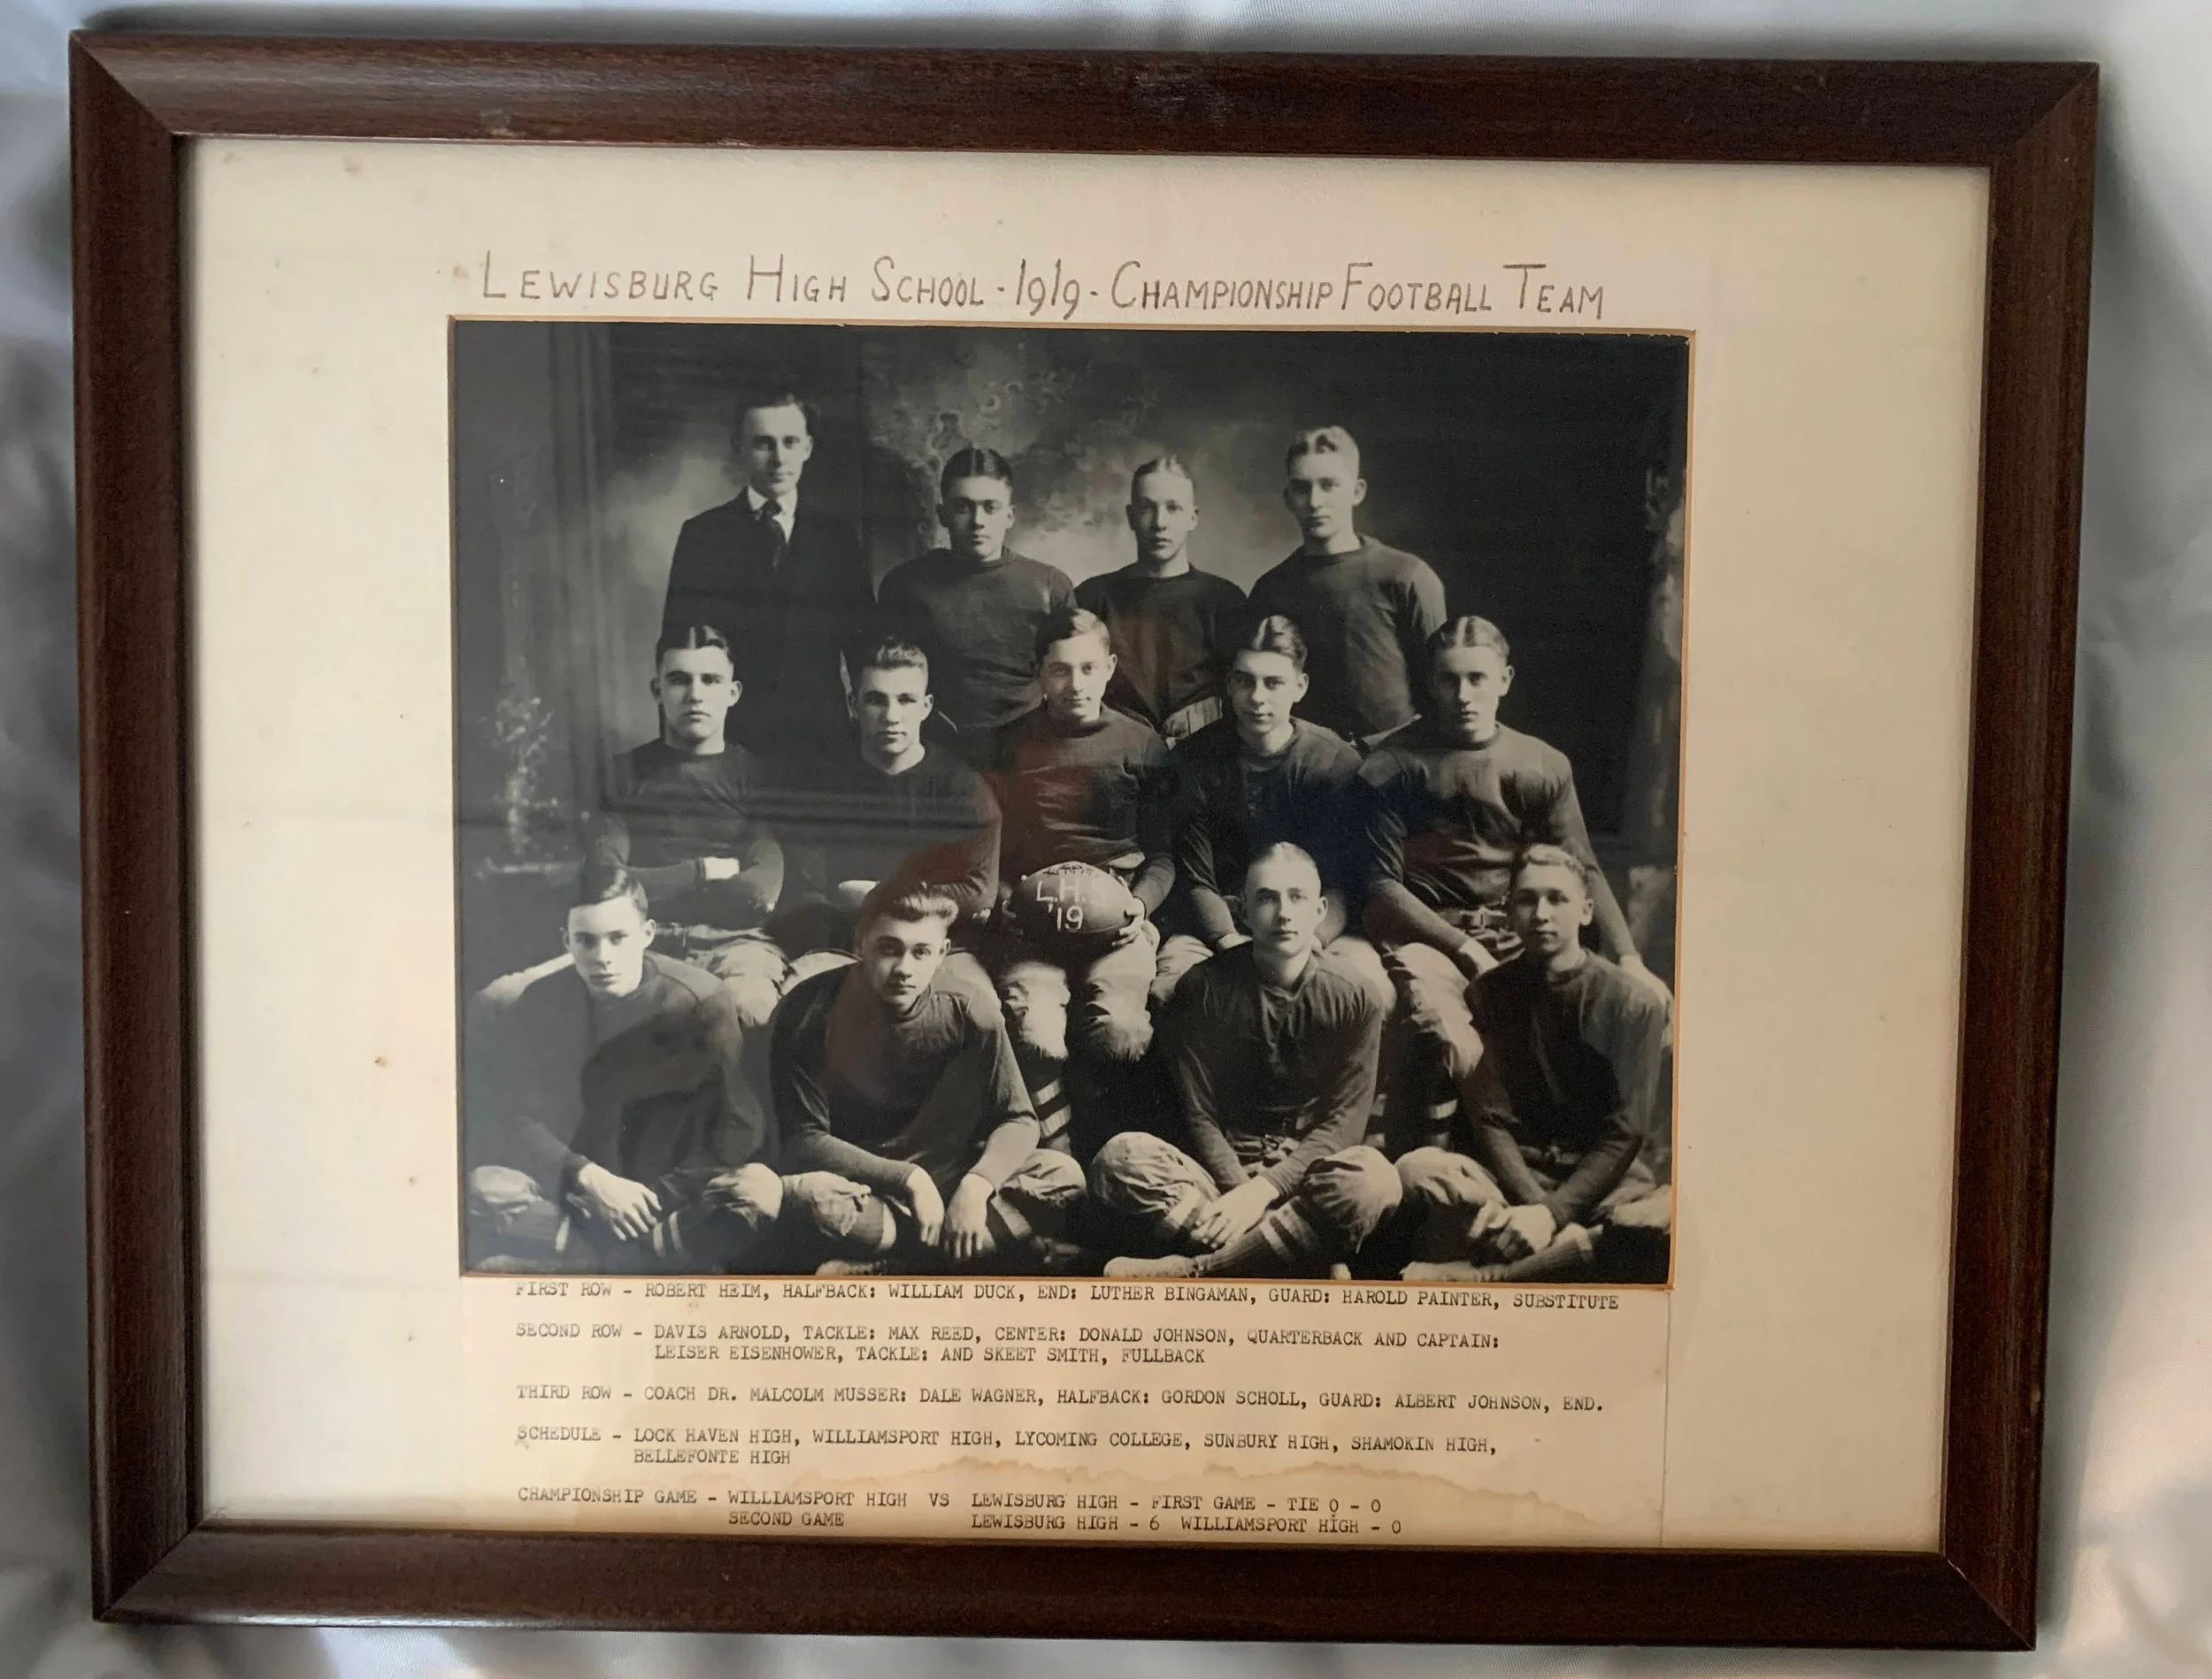 LEWISBURG HIGH SCHOOL - 1919 - CHAMPIONSHIP FOOTBALL TEAM
L.H.S
'19
FIRST ROW - ROBERT HEIM, HALFBACK: WILLIAM DUCK, END: LUTHER BINGAMAN, GUARD: HAROLD PAINTER, SUBSTITUTE
SECOND ROW - DAVIS ARNOLD, TACKLE: MAX REED, CENTER: DONALD JOHNSON, QUARTERBACK AND CAPTAIN:
LEISER EISENHOWER, TACKLE: AND SKEET SMITH, FULLBACK
THIRD ROW - COACH DR. MALCOLM MUSSER: DALE WAGNER, HALFBACK: GORDON SCHOLL, GUARD: ALBERT JOHNSON, END.
SCHEDULE - LOCK HAVEN HIGH, WILLIAMSPORT HIGH, LYCOMING COLLEGE, SUNBURY HIGH, SHAMOKIN HIGH,
BELLEFONTE HIGH
CHAMPIONSHIP GAME - WILLIAMSPORT HIGH VS LEWISBURG HIGH - FIRST GAME - TIE 0 - 0
SECOND GAME LEWISBURG HIGH - 6 WILLIAMSPORT HIGH - 0